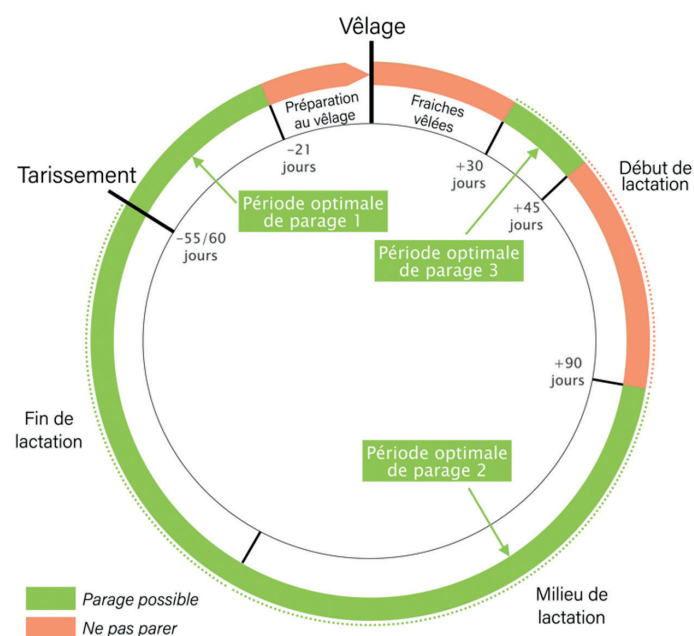 Vêlage
Préparation
au vêlage
Fraiches
vêlées
-21
jours
+30
jours
Début de
lactation
Tarissement
Période optimale
de parage 1
+45
jours
-55/60
jours
Période optimale
de parage 3
+90
jours
Fin de
lactation
Période optimale
de parage 2
Milieu de
lactation
Parage possible
Ne pas parer